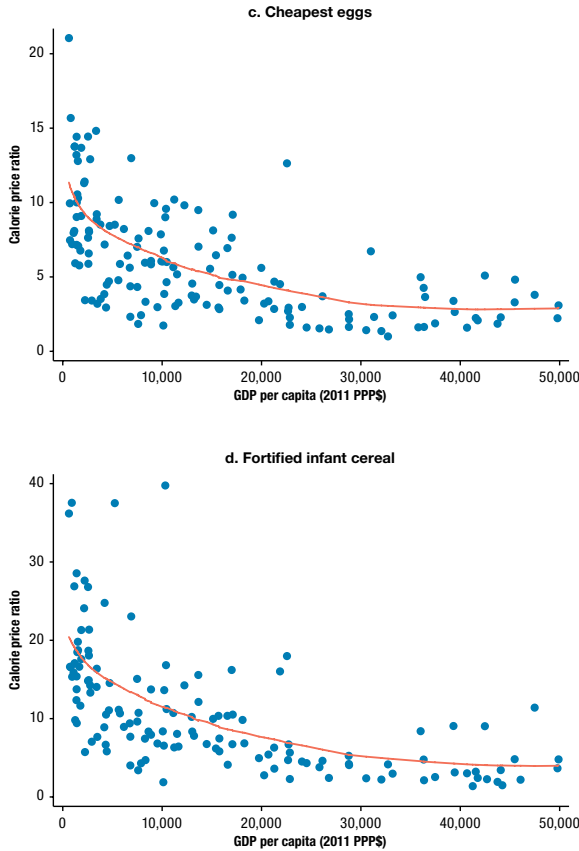 c. Cheapest eggs
20
15
10
5
0
Calorie price ratio
0 10,000 20,000 30,000 40,000 50,000
GDP per capita (2011 PPP$)
d. Fortified infant cereal
40
30
20
10
0
Calorie price ratio
0 10,000 20,000 30,000 40,000 50,000
GDP per capita (2011 PPP$)